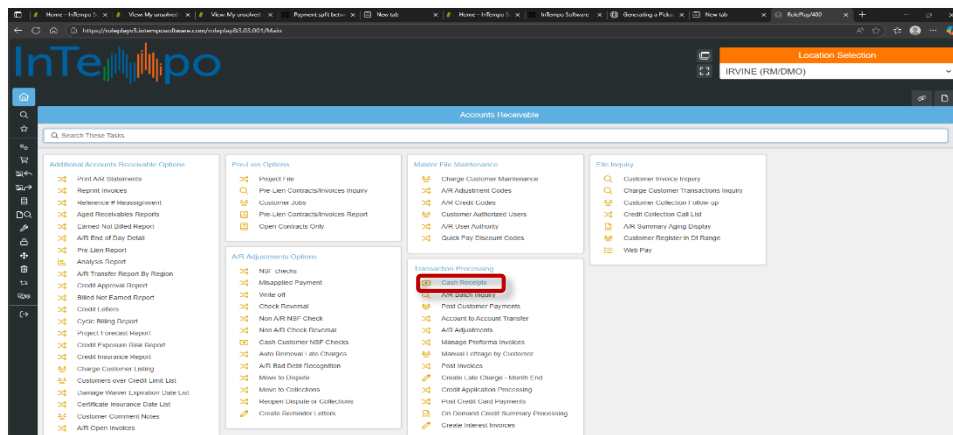 Home - InTempo S
View: My unsolved
View: My unsolved
Payment split betw
New tab
Home - InTempo S
InTempo Software
Generating a Picku
New tab
RolePlay/400
https://roleplayv3.intemposoftware.com/roleplay83.03.001/Main
InTempo
Location Selection
IRVINE (RM/DMO)
Accounts Receivable
Search These Tasks
Additional Accounts Receivable Options
Print A/R Statements
Reprint Invoices
Reference # Reassignment
Aged Receivables Reports
Earned Not Billed Report
A/R End of Day Detail
Pre-Lien Report
Analysis Report
A/R Transfer Report By Region
Credit Approval Report
Billed Not Earned Report
Credit Letters
Cyclic Billing Report
Project Forecast Report
Credit Exposure Risk Report
Credit Insurance Report
Charge Customer Listing
Customers over Credit Limit List
Damage Waiver Expiration Date List
Certificate Insurance Date List
Customer Comment Notes
A/R Open Invoices
Pre-Lien Options
Project File
Pre-Lien Contracts/Invoices Inquiry
Customer Jobs
Pre-Lien Contracts/Invoices Report
Open Contracts Only
A/R Adjustments Options
NSF checks
Misapplied Payment
Write off
Check Reversal
Non A/R NSF Check
Non A/R Check Reversal
Cash Customer NSF Checks
Auto Removal Late Charges
A/R Bad Debt Recognition
Move to Dispute
Move to Collections
Reopen Dispute or Collections
Create Reminder Letters
Master File Maintenance
Charge Customer Maintenance
A/R Adjustment Codes
A/R Credit Codes
Customer Authorized Users
A/R User Authority
Quick Pay Discount Codes
Transaction Processing
Cash Receipts
A/R Batch Inquiry
Post Customer Payments
Account to Account Transfer
A/R Adjustments
Manage Proforma Invoices
Manual Lettrage by Customer
Post Invoices
Create Late Charge - Month End
Credit Application Processing
Post Credit Card Payments
On Demand Credit Summary Processing
Create Interest Invoices
File Inquiry
Customer Invoice Inquiry
Charge Customer Transactions Inquiry
Customer Collection Follow up
Credit Collection Call List
A/R Summary Aging Display
Customer Register in Dt Range
Web Pay